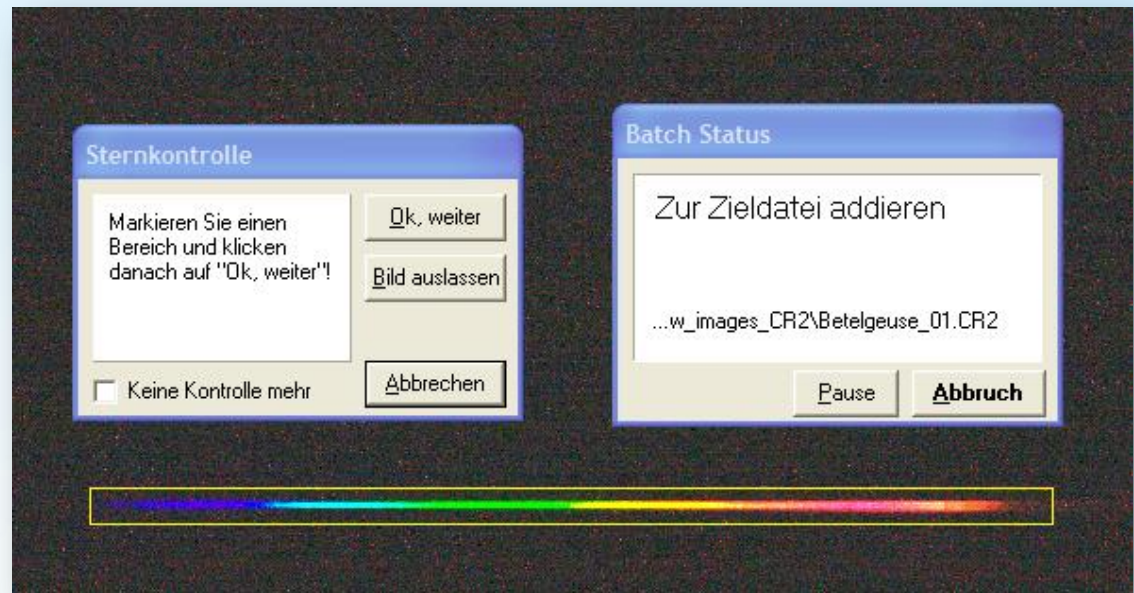 Sternkontrolle
Markieren Sie einen
Bereich und klicken
danach auf "Ok, weiter"!
Ok, weiter
Bild auslassen
Keine Kontrolle mehr
Abbrechen
Batch Status
Zur Zieldatei addieren
...w_images_CR2\Betelgeuse_01.CR2
Pause
Abbruch